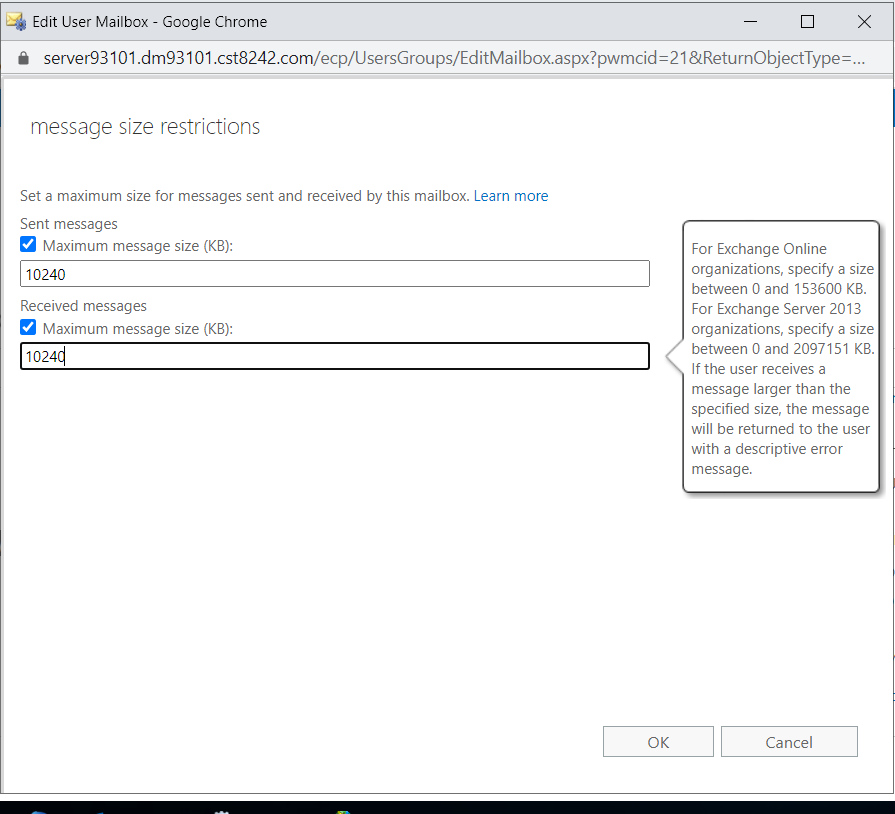 Edit User Mailbox - Google Chrome
server93101.dm93101.cst8242.com/ecp/UsersGroups/EditMailbox.aspx?pwmcid=21&ReturnObjectType=...
message size restrictions
Set a maximum size for messages sent and received by this mailbox. Learn more
Sent messages
Maximum message size (KB):
10240
Received messages
Maximum message size (KB):
10240
For Exchange Online
organizations, specify a size
between 0 and 153600 KB.
For Exchange Server 2013
organizations, specify a size
between 0 and 2097151 KB.
If the user receives a
message larger than the
specified size, the message
will be returned to the user
with a descriptive error
message.
OK
Cancel